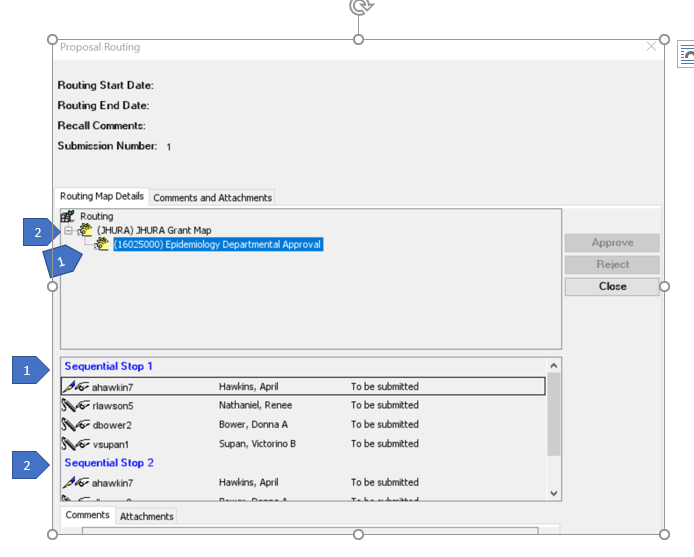 Proposal Routing
Routing Start Date:
Routing End Date:
Recall Comments:
Submission Number: 1
Routing Map Details Comments and Attachments
Routing
2
(JHURA) JHURA Grant Map
(16025000) Epidemiology Departmental Approval
1
Approve
Reject
Close
1
Sequential Stop 1
ahawkin7 Hawkins, April To be submitted
rlawson5 Nathaniel, Renee To be submitted
dbower2 Bower, Donna A To be submitted
vsupan1 Supan, Victorino B To be submitted
2
Sequential Stop 2
ahawkin7 Hawkins, April To be submitted
Bower, Donna A To be submitted
Comments Attachments